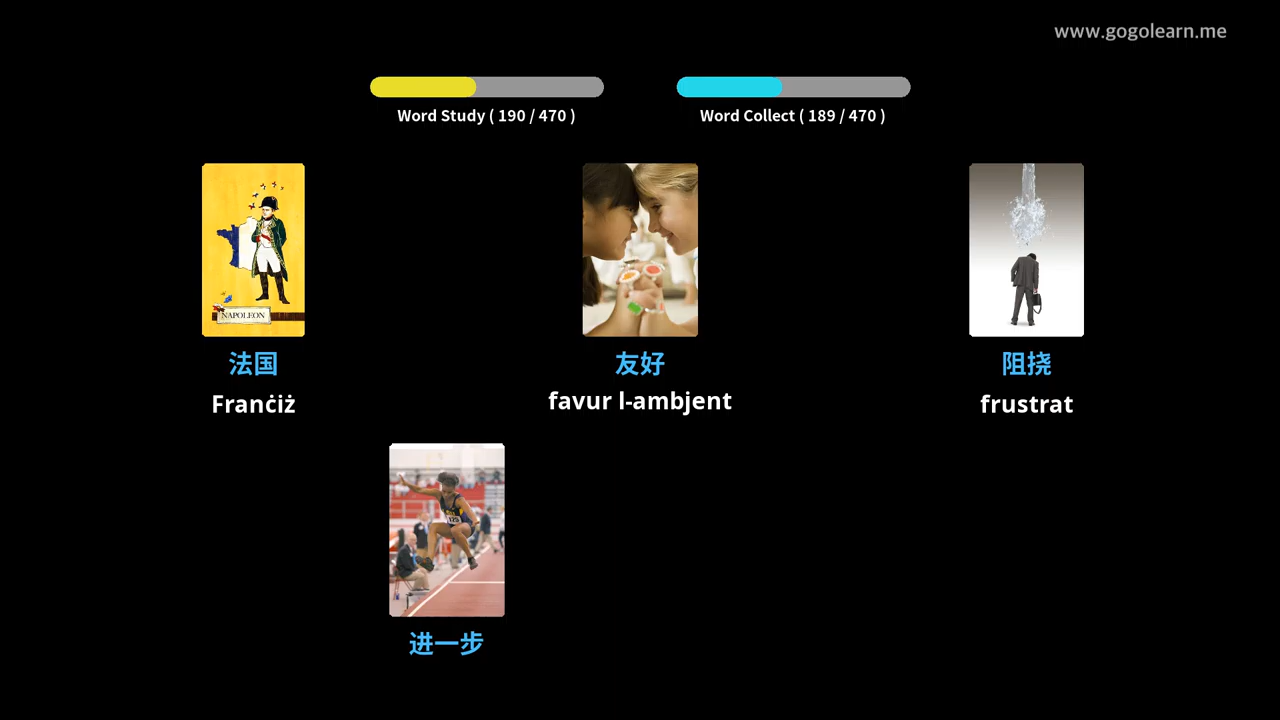 www.gogolearn.me
Word Study ( 190 / 470 )
Word Collect ( 189 / 470 )
NAPOLEON
法国
Franċiż
友好
favur l-ambjent
阻挠
frustrat
进一步